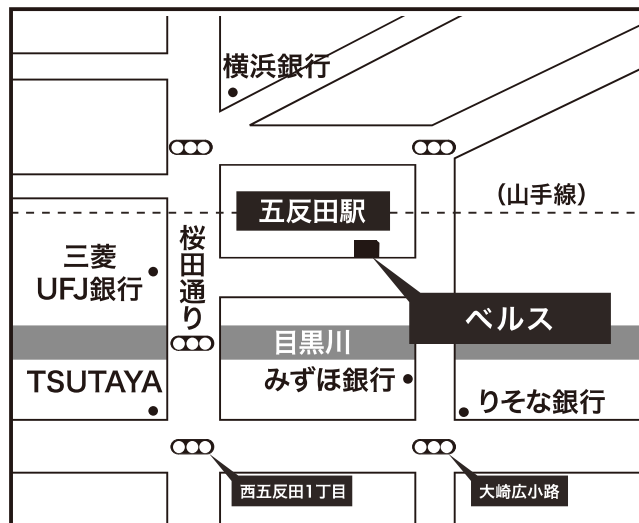 横浜銀行
五反田駅
（山手線）
桜田通り
三菱
UFJ銀行
ベルス
目黒川
TSUTAYA
みずほ銀行
りそな銀行
西五反田1丁目
大崎広小路